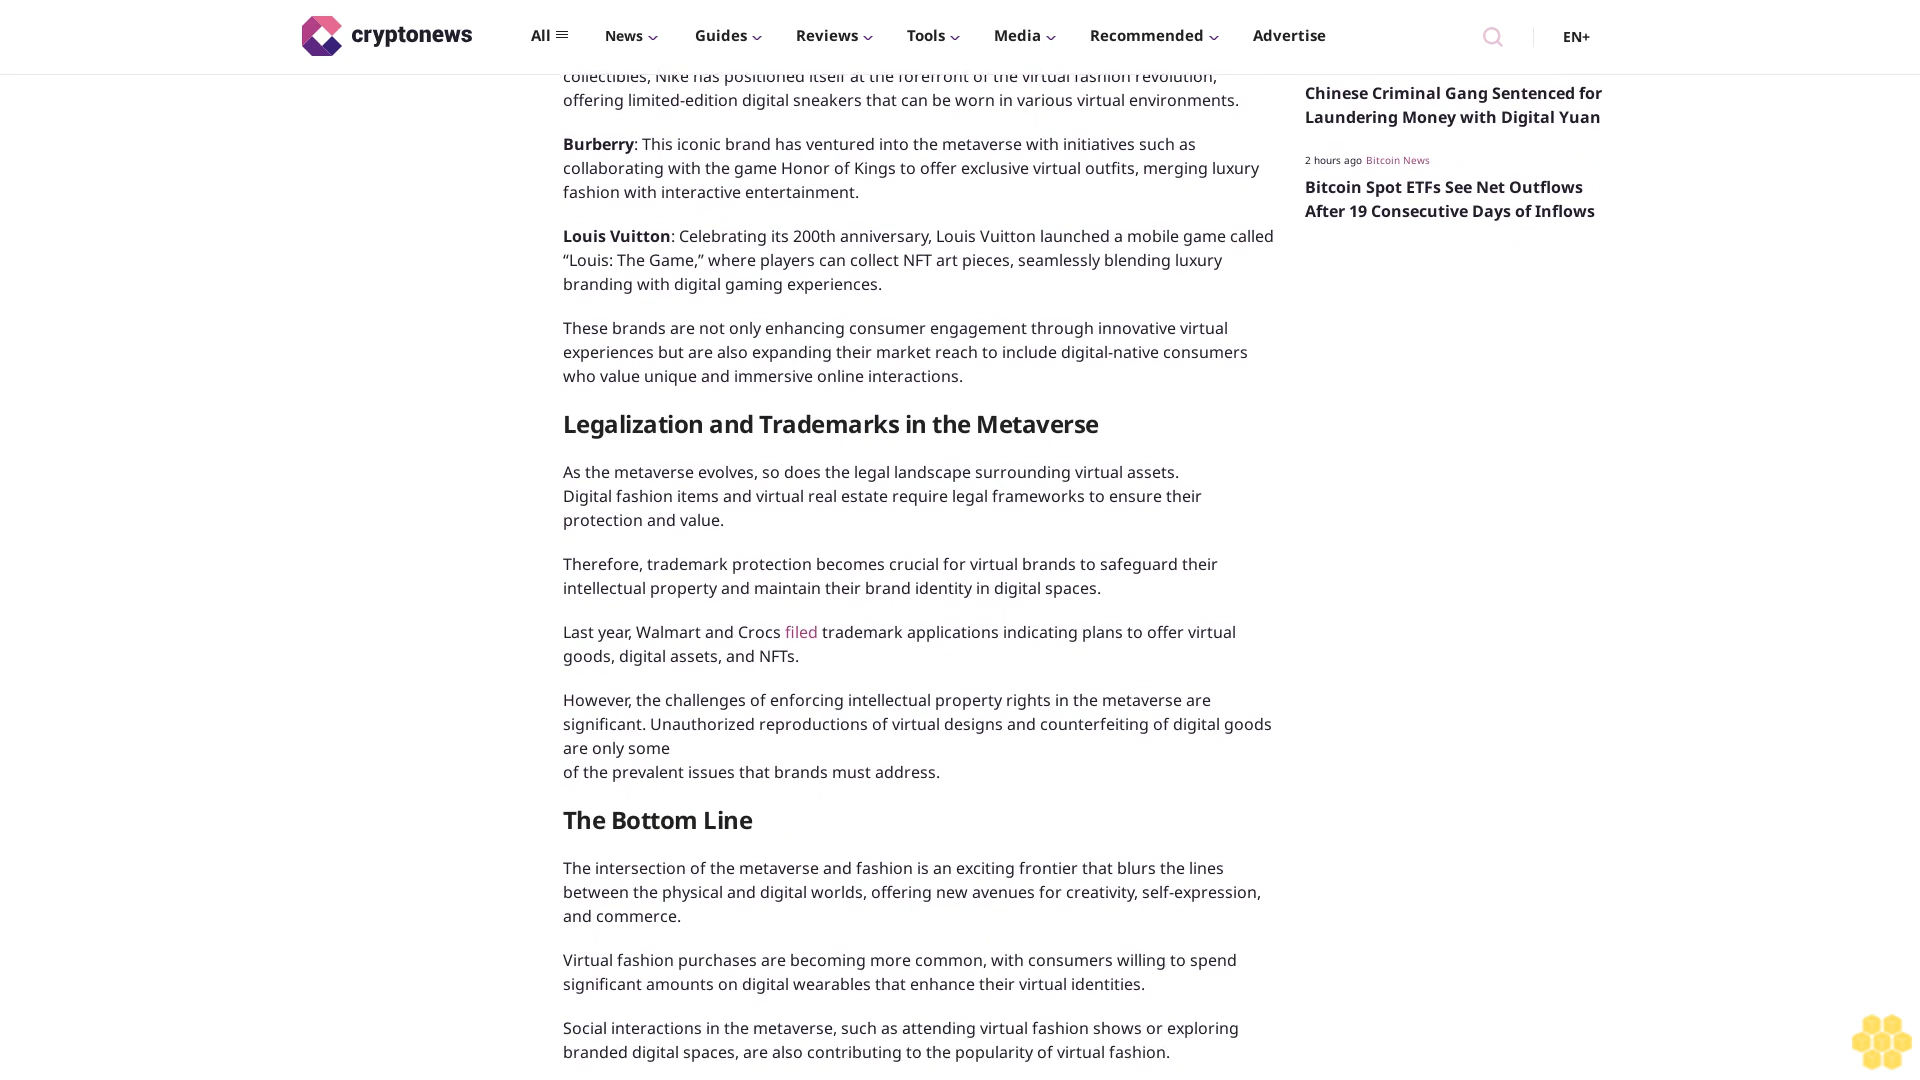 cryptonews
All
News
Guides
Reviews
Tools
Media
Recommended
Advertise
EN+
collectibles, Nike has positioned itself at the forefront of the virtual fashion revolution,
offering limited-edition digital sneakers that can be worn in various virtual environments.
Burberry: This iconic brand has ventured into the metaverse with initiatives such as
collaborating with the game Honor of Kings to offer exclusive virtual outfits, merging luxury
fashion with interactive entertainment.
Louis Vuitton: Celebrating its 200th anniversary, Louis Vuitton launched a mobile game called
“Louis: The Game,” where players can collect NFT art pieces, seamlessly blending luxury
branding with digital gaming experiences.
These brands are not only enhancing consumer engagement through innovative virtual
experiences but are also expanding their market reach to include digital-native consumers
who value unique and immersive online interactions.
Legalization and Trademarks in the Metaverse
As the metaverse evolves, so does the legal landscape surrounding virtual assets.
Digital fashion items and virtual real estate require legal frameworks to ensure their
protection and value.
Therefore, trademark protection becomes crucial for virtual brands to safeguard their
intellectual property and maintain their brand identity in digital spaces.
Last year, Walmart and Crocs filed trademark applications indicating plans to offer virtual
goods, digital assets, and NFTs.
However, the challenges of enforcing intellectual property rights in the metaverse are
significant. Unauthorized reproductions of virtual designs and counterfeiting of digital goods
are only some
of the prevalent issues that brands must address.
The Bottom Line
The intersection of the metaverse and fashion is an exciting frontier that blurs the lines
between the physical and digital worlds, offering new avenues for creativity, self-expression,
and commerce.
Virtual fashion purchases are becoming more common, with consumers willing to spend
significant amounts on digital wearables that enhance their virtual identities.
Social interactions in the metaverse, such as attending virtual fashion shows or exploring
branded digital spaces, are also contributing to the popularity of virtual fashion.
Chinese Criminal Gang Sentenced for
Laundering Money with Digital Yuan
2 hours ago Bitcoin News
Bitcoin Spot ETFs See Net Outflows
After 19 Consecutive Days of Inflows